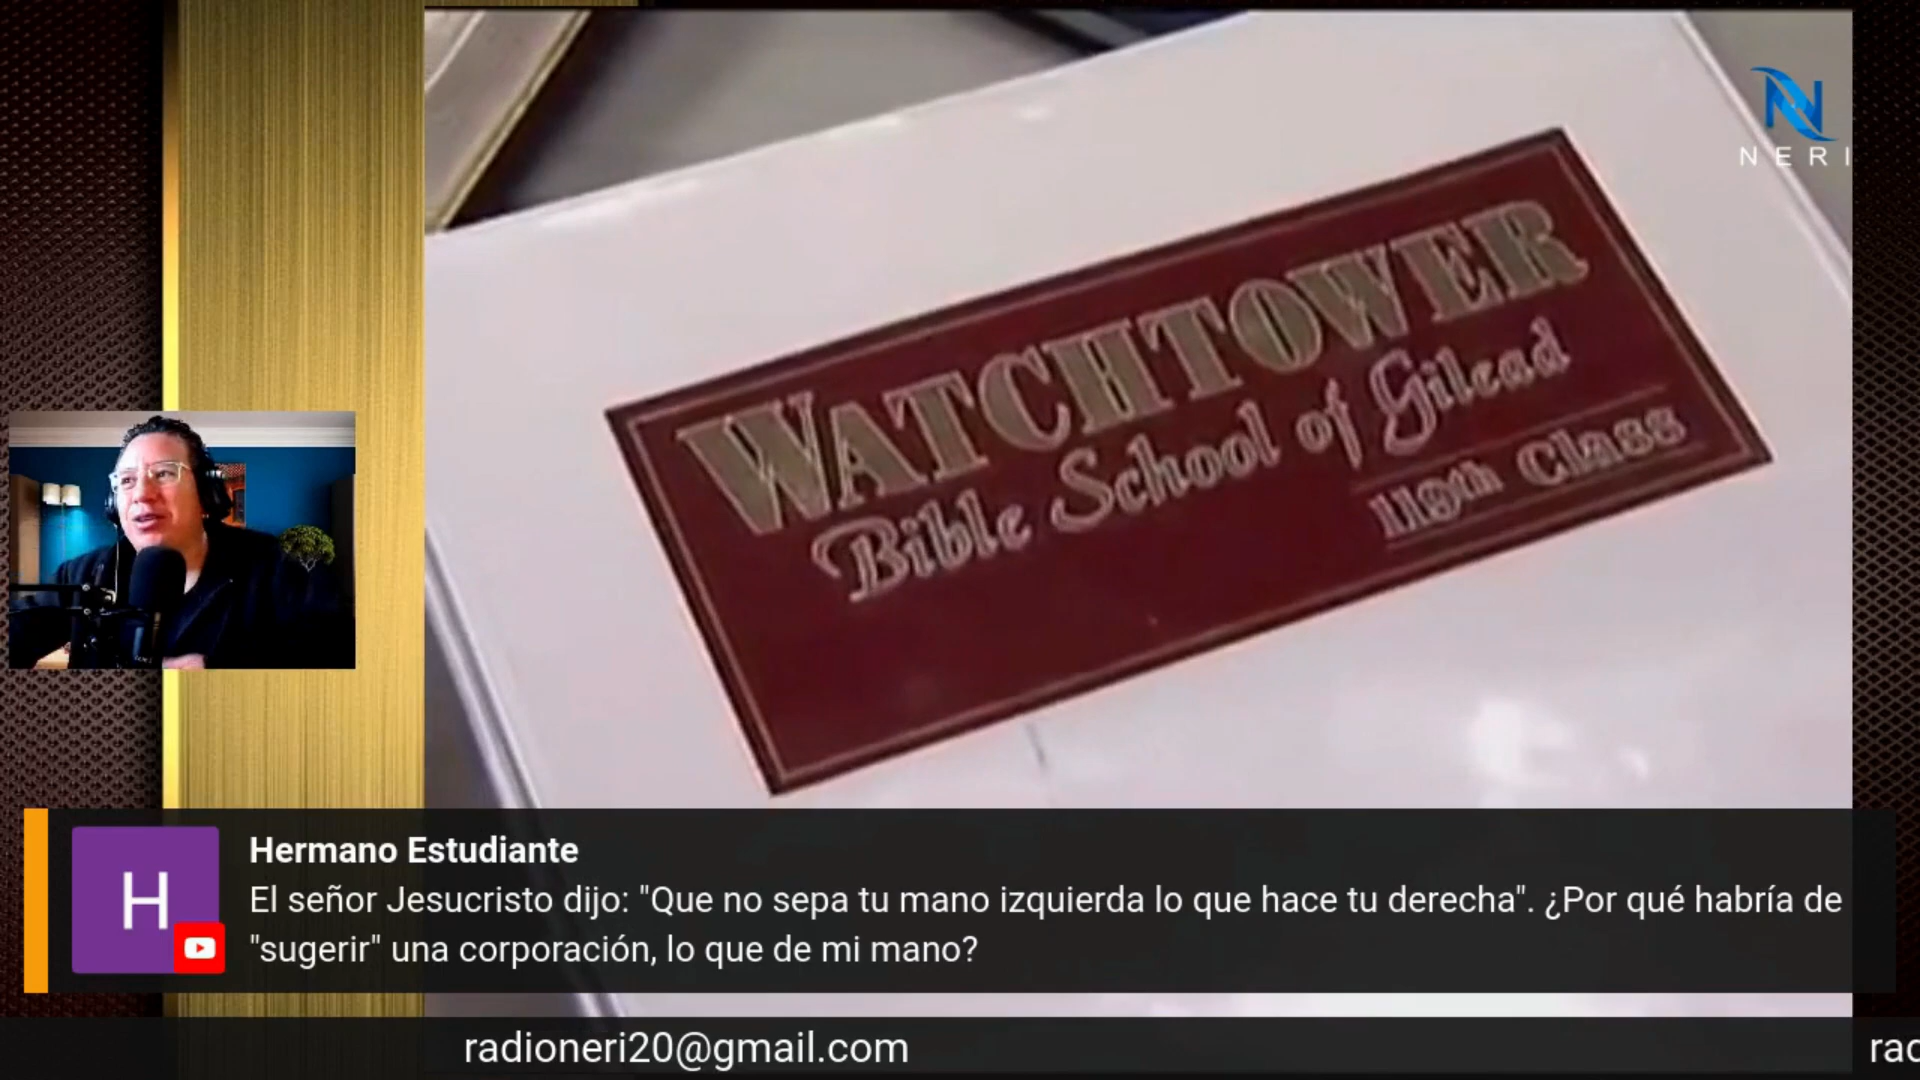 NERI
WATCHTOWER
Bible School of Gilead
119th Class
H
Hermano Estudiante
El señor Jesucristo dijo: "Que no sepa tu mano izquierda lo que hace tu derecha". ¿Por qué habría de
"sugerir" una corporación, lo que de mi mano?
radioneri20@gmail.com
rac